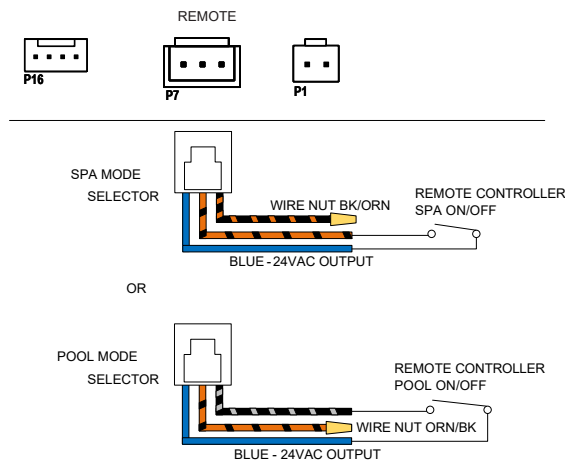 REMOTE
P16
P7
P1
SPA MODE
SELECTOR
WIRE NUT BK/ORN
REMOTE CONTROLLER
SPA ON/OFF
BLUE - 24VAC OUTPUT
OR
POOL MODE
SELECTOR
REMOTE CONTROLLER
POOL ON/OFF
WIRE NUT ORN/BK
BLUE - 24VAC OUTPUT